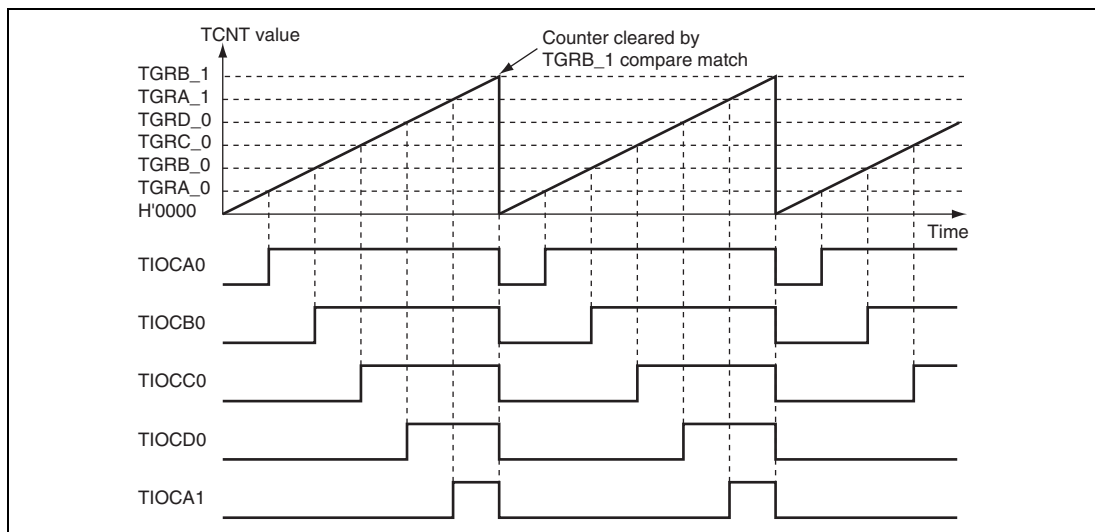 TCNT value
Counter cleared by
TGRB_1 compare match
TGRB_1
TGRA_1
TGRD_0
TGRC_0
TGRB_0
TGRA_0
H'0000
Time
TIOCA0
TIOCB0
TIOCC0
TIOCD0
TIOCA1